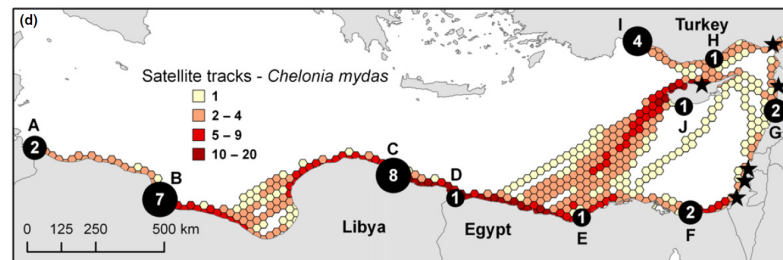 (d)
I
4
Turkey
H
1
Satellite tracks - Chelonia mydas
1
2 – 4
5 – 9
10 – 20
A
2
B
7
C
8
D
1
J
1
G
2
E
1
F
2
Libya
Egypt
0 125 250 500 km